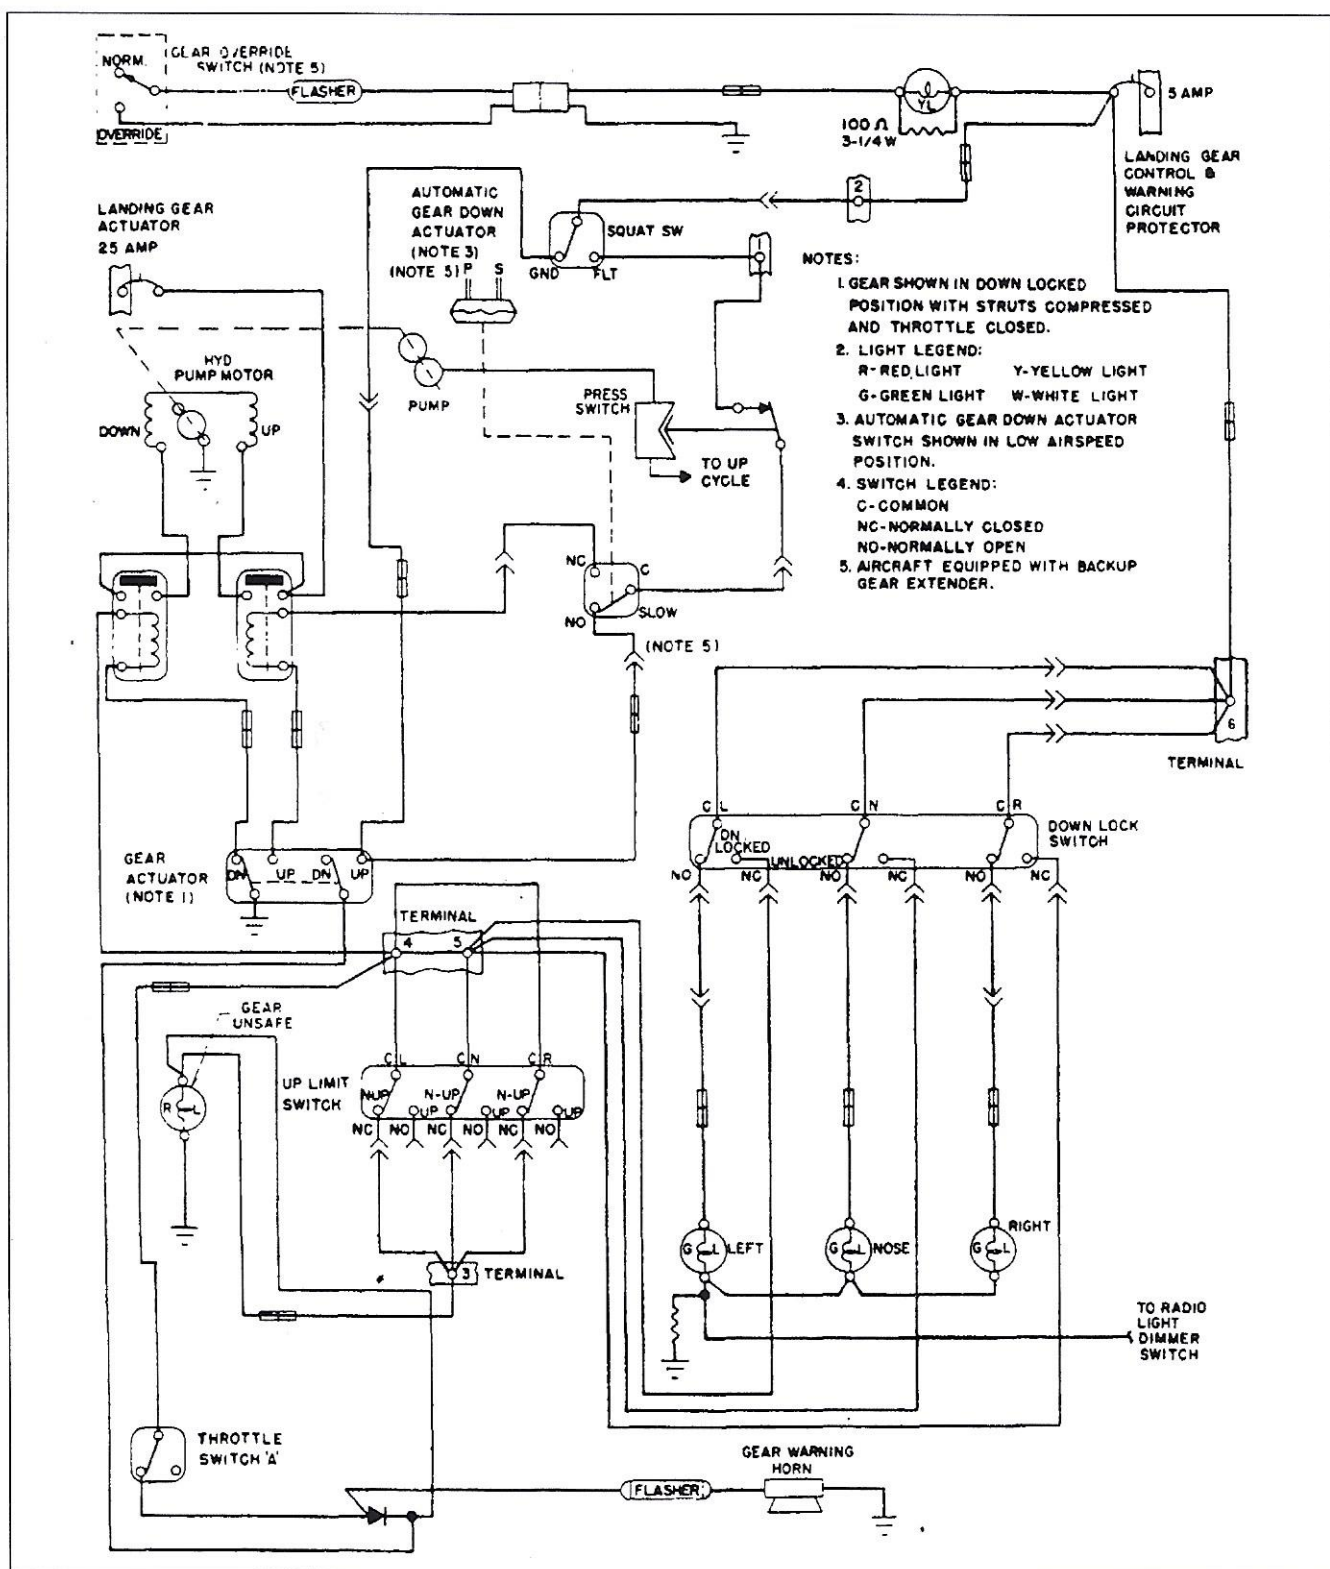 NORM.
GEAR OVERRIDE
SWITCH (NOTE 5)
FLASHER
OVERRIDE
YL
100 Ω
3-1/4 W
5 AMP
LANDING GEAR
CONTROL &
WARNING
CIRCUIT
PROTECTOR
LANDING GEAR
ACTUATOR
25 AMP
AUTOMATIC
GEAR DOWN
ACTUATOR
(NOTE 3)
(NOTE 5)
P
S
2
SQUAT SW
GND
FLT
1
NOTES:
1. GEAR SHOWN IN DOWN LOCKED
POSITION WITH STRUTS COMPRESSED
AND THROTTLE CLOSED.
2. LIGHT LEGEND:
R-RED LIGHT Y-YELLOW LIGHT
G-GREEN LIGHT W-WHITE LIGHT
3. AUTOMATIC GEAR DOWN ACTUATOR
SWITCH SHOWN IN LOW AIRSPEED
POSITION.
4. SWITCH LEGEND:
C-COMMON
NC-NORMALLY CLOSED
NO-NORMALLY OPEN
5. AIRCRAFT EQUIPPED WITH BACKUP
GEAR EXTENDER.
HYD
PUMP MOTOR
DOWN
UP
PUMP
PRESS
SWITCH
TO UP
CYCLE
NC
C
SLOW
NO
(NOTE 5)
6
TERMINAL
GEAR
ACTUATOR
(NOTE 1)
DN
UP
DN
UP
C L
C N
C R
DN
LOCKED
UNLOCKED
NO
NC
NO
NC
NO
NC
DOWN LOCK
SWITCH
TERMINAL
4
5
GEAR
UNSAFE
R L
UP LIMIT
SWITCH
C L
C N
C R
N-UP
UP
N-UP
UP
N-UP
UP
NC
NO
NC
NO
NC
NO
3
TERMINAL
G L
LEFT
G L
NOSE
G L
RIGHT
TO RADIO
LIGHT
DIMMER
SWITCH
THROTTLE
SWITCH 'A'
FLASHER
GEAR WARNING
HORN